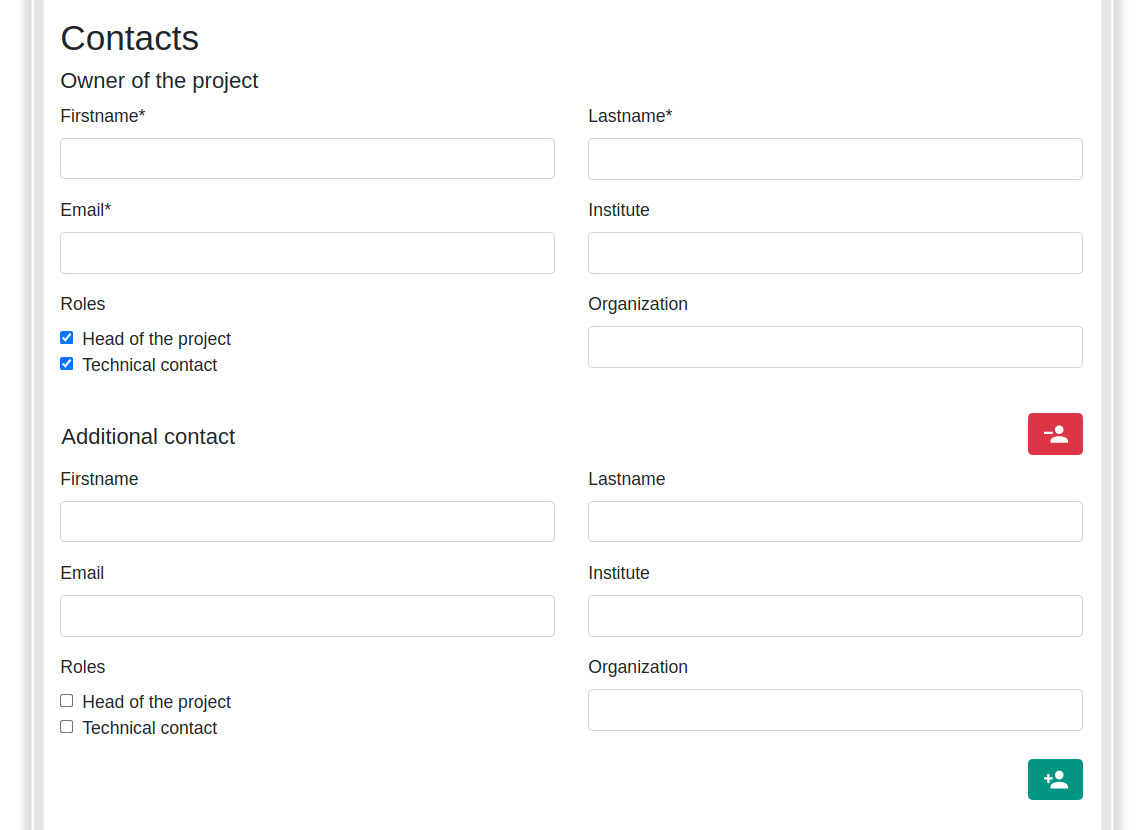 Contacts
Owner of the project
Firstname*
Lastname*
Email*
Institute
Roles
Organization
Head of the project
Technical contact
Additional contact
Firstname
Lastname
Email
Institute
Roles
Organization
Head of the project
Technical contact